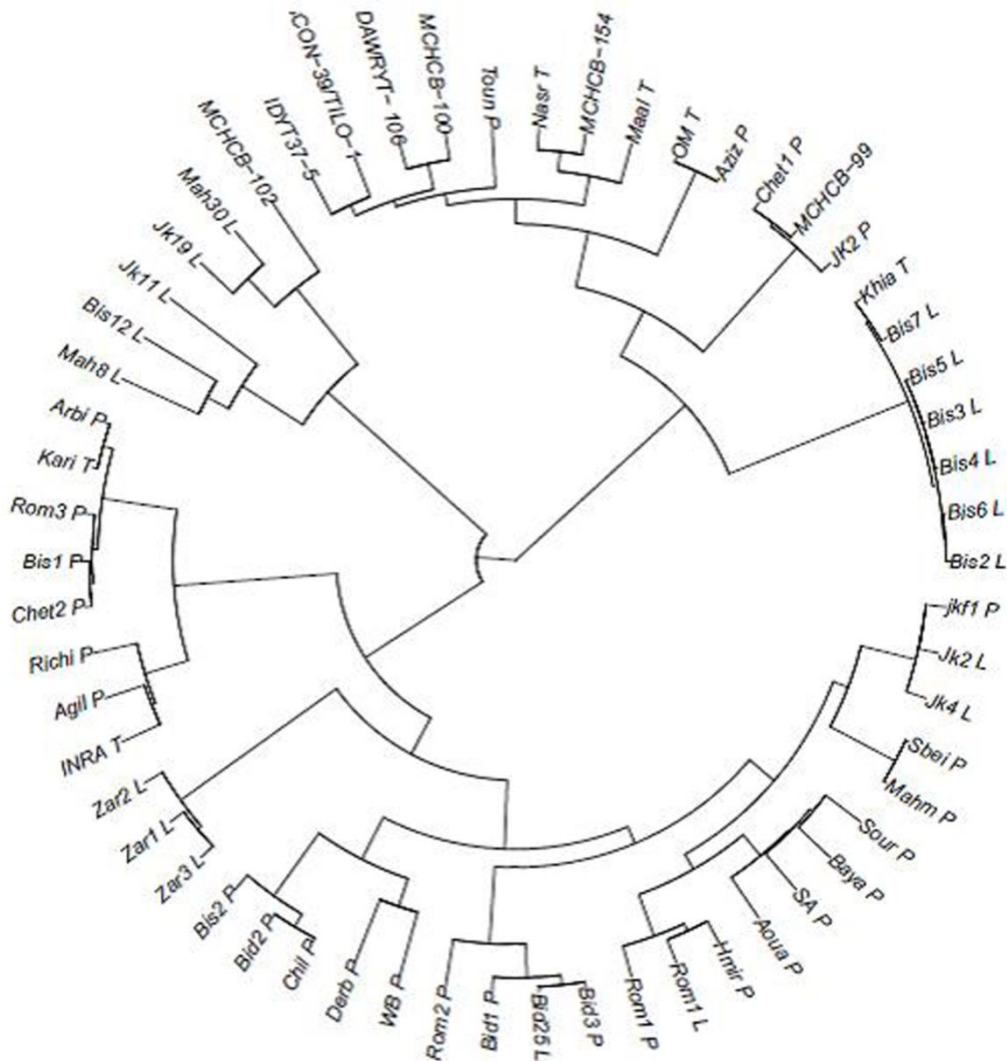 CON-39/TILO-1
DAWRYT- 106
MCHCB-100
Toun P
Nasr T
MCHCB-154
Maal T
OM T
Aziz P
Chet1 P
MCHCB-99
JK2 P
Khia T
Bis7 L
Bis5 L
Bis3 L
Bis4 L
Bis6 L
Bis2 L
jkf1 P
Jk2 L
Jk4 L
Sbei P
Mahm P
Sour P
Baya P
SA P
Aoua P
Hmir P
Rom1 L
Rom1 P
Bid3 P
Bid25 L
Bid1 P
Rom2 P
WB P
Derb P
Chil P
Bid2 P
Bis2 P
Zar3 L
Zar1 L
Zar2 L
INRA T
Agil P
Richi P
Chet2 P
Bis1 P
Rom3 P
Kari T
Arbi P
Mah8 L
Bis12 L
Jk11 L
Jk19 L
Mah30 L
MCHCB-102
IDYT37-5